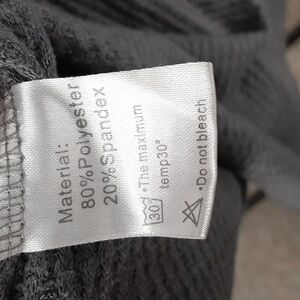 Material:
80%Polyester
20%Spandex
30°
•The maximum
temp30°
•Do not bleach